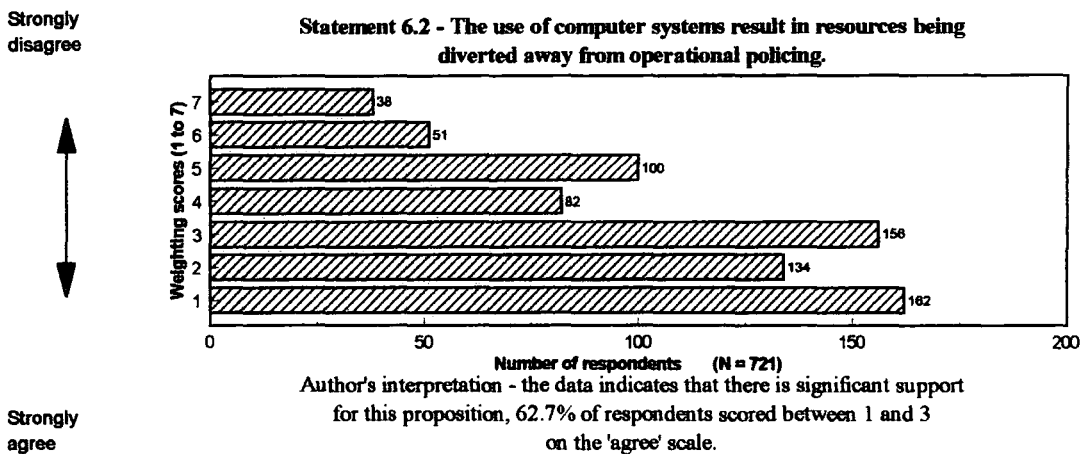 Strongly
disagree
Statement 6.2 - The use of computer systems result in resources being
diverted away from operational policing.
Weighting scores (1 to 7)
7 38
6 51
5 100
4 82
3 156
2 134
1 162
0 50 100 150 200
Number of respondents (N = 721)
Author's interpretation - the data indicates that there is significant support
for this proposition, 62.7% of respondents scored between 1 and 3
on the 'agree' scale.
Strongly
agree